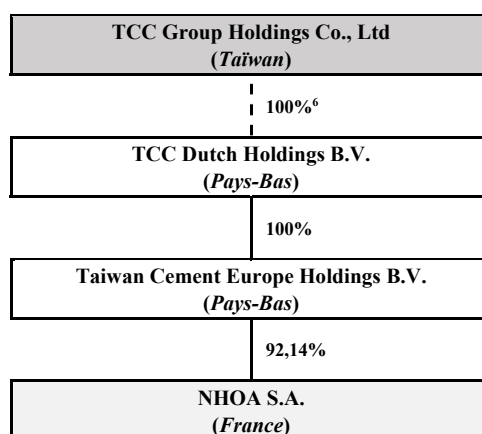 TCC Group Holdings Co., Ltd
(Taïwan)
100%⁶
TCC Dutch Holdings B.V.
(Pays-Bas)
100%
Taiwan Cement Europe Holdings B.V.
(Pays-Bas)
92,14%
NHOA S.A.
(France)